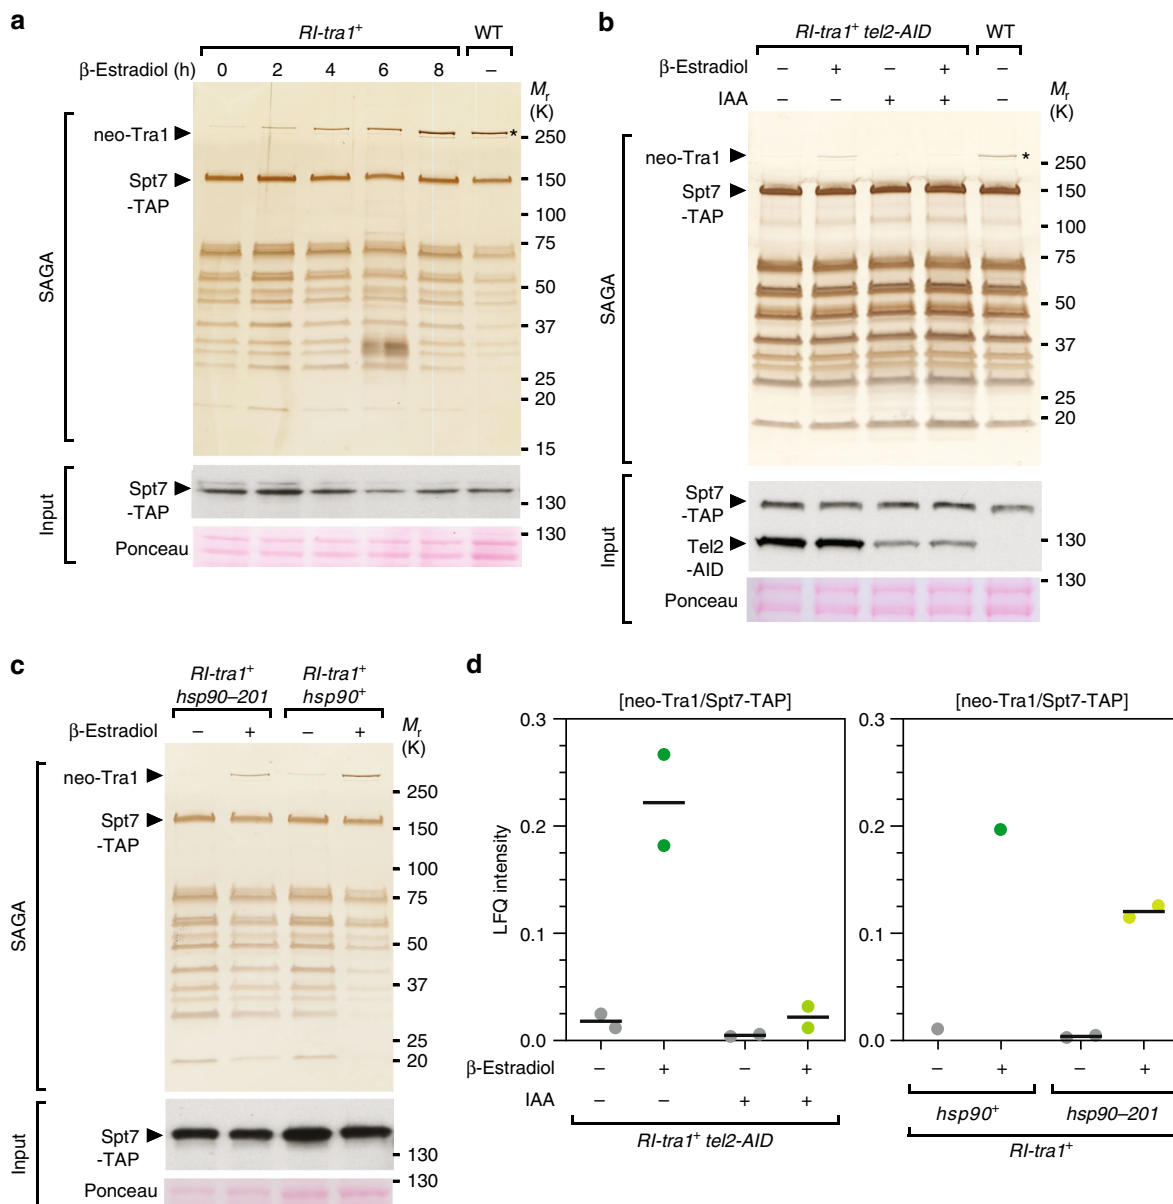 a
RI-tra1+ WT
β-Estradiol (h) 0 2 4 6 8 –
Mr (K)
neo-Tra1 * 250
Spt7 -TAP 150
100
75
50
37
25
20
15
SAGA
Spt7 -TAP 130
Ponceau 130
Input
b
RI-tra1+ tel2-AID WT
β-Estradiol – + – + –
IAA – – + + –
Mr (K)
neo-Tra1 * 250
Spt7 -TAP 150
100
75
50
37
25
20
SAGA
Spt7 -TAP
Tel2 -AID 130
Ponceau 130
Input
c
RI-tra1+ hsp90–201 RI-tra1+ hsp90+
β-Estradiol – + – +
Mr (K)
neo-Tra1
250
Spt7 -TAP 150
100
75
50
37
25
20
SAGA
Spt7 -TAP 130
Ponceau 130
Input
d
[neo-Tra1/Spt7-TAP] [neo-Tra1/Spt7-TAP]
0.3 0.3
0.2 0.2
0.1 0.1
0.0 0.0
LFQ intensity
β-Estradiol – + – + – + – +
IAA – – + +
RI-tra1+ tel2-AID
hsp90+ hsp90–201
RI-tra1+